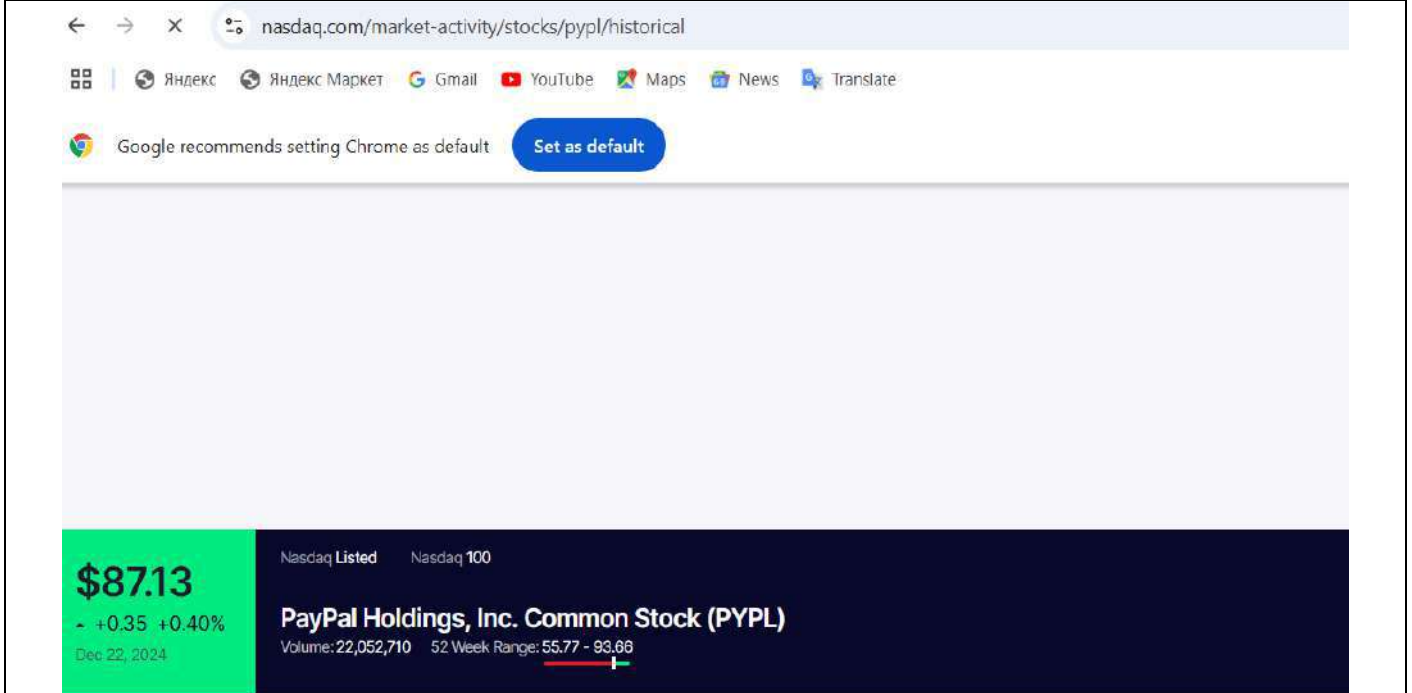 nasdaq.com/market-activity/stocks/pypl/historical
Яндекс Яндекс Маркет Gmail YouTube Maps News Translate
Google recommends setting Chrome as default Set as default
Nasdaq Listed Nasdaq 100
$87.13
+0.35 +0.40%
PayPal Holdings, Inc. Common Stock (PYPL)
Volume: 22,052,710 52 Week Range: 55.77 - 93.66
Dec 22, 2024